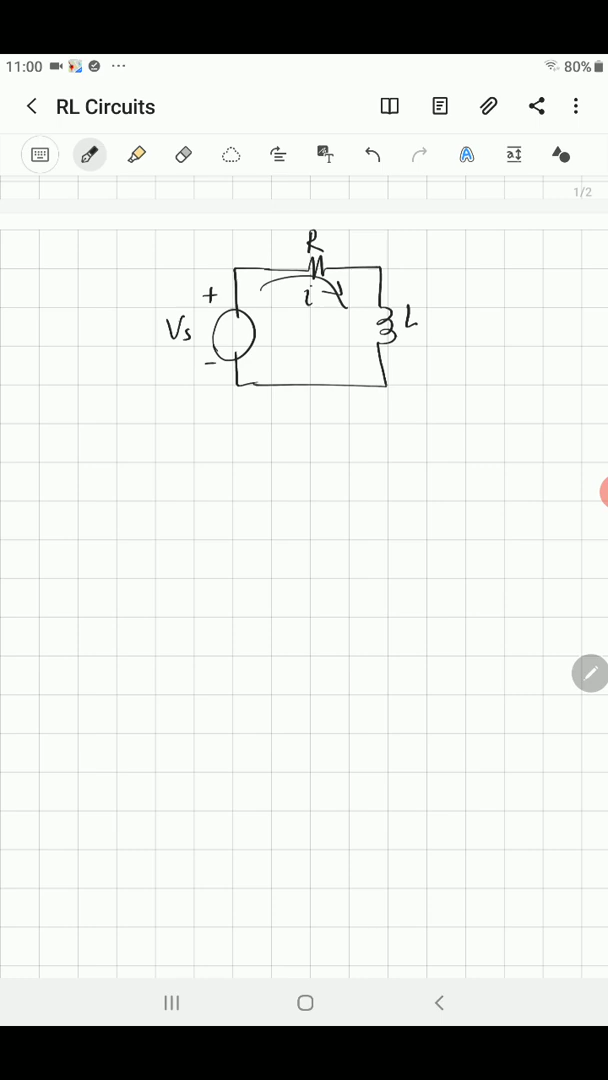 11:00 ... 80%
RL Circuits
T
A
a
1/2
R
+
i
Vs
L
-